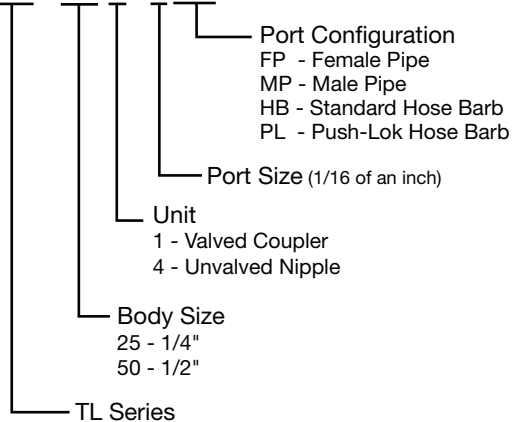 Port Configuration
FP - Female Pipe
MP - Male Pipe
HB - Standard Hose Barb
PL - Push-Lok Hose Barb
Port Size (1/16 of an inch)
Unit
1 - Valved Coupler
4 - Unvalved Nipple
Body Size
25 - 1/4"
50 - 1/2"
TL Series